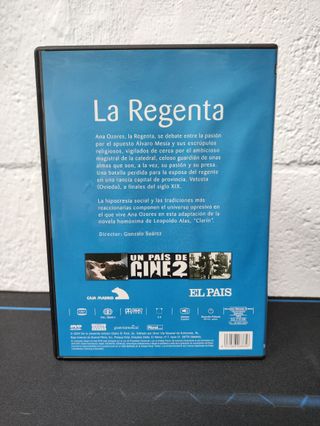 La Regenta
Ana Ozores, la Regenta, se debate entre la pasión
por el apuesto Álvaro Mesía y sus escrúpulos
religiosos, vigilados de cerca por el ambicioso
magistral de la catedral, celoso guardián de unas
almas que son, a la vez, su pasión y su presa.
Una batalla perdida para la esposa del regente
en una rancia capital de provincia, Vetusta
(Oviedo), a finales del siglo XIX.
La hipocresía social y las tradiciones más
reaccionarias componen el universo opresivo en
el que vive Ana Ozores en esta adaptación de la
novela homónima de Leopoldo Alas, "Clarín".
Director: Gonzalo Suárez
UN PAÍS DE
CINE 2
CAJA MADRID
EL PAIS